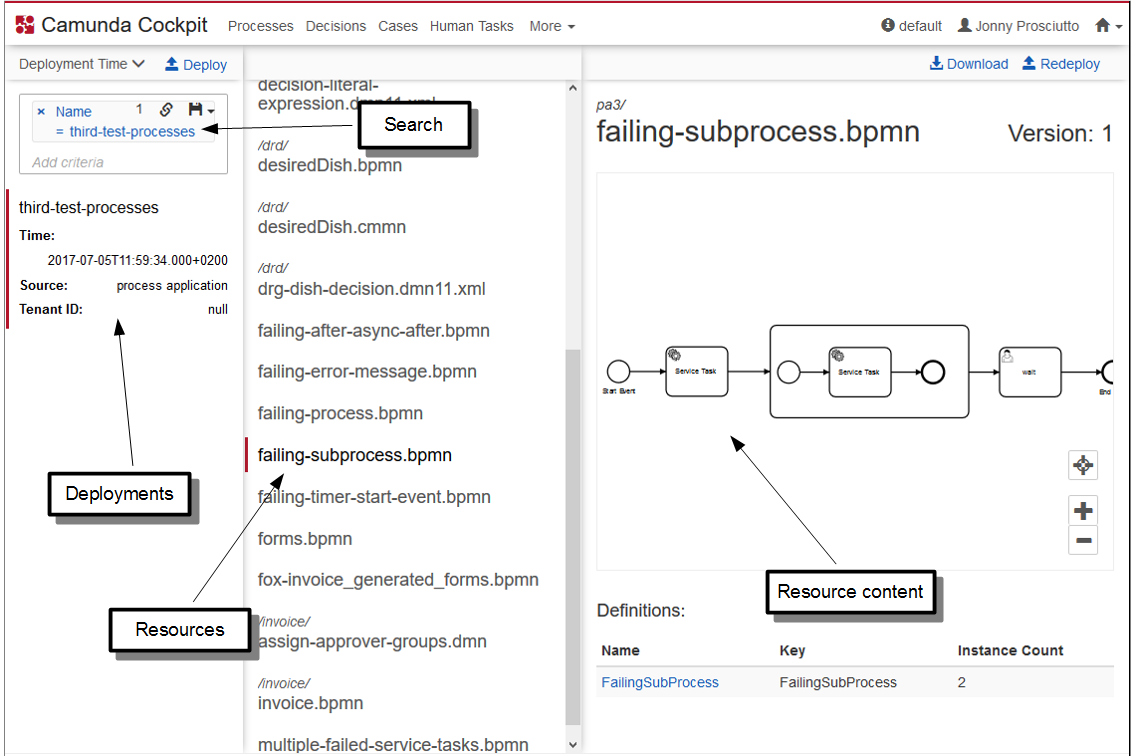 Camunda Cockpit Processes Decisions Cases Human Tasks More default Jonny Prosciutto
Deployment Time Deploy
Download Redeploy
Name 1
= third-test-processes
Add criteria
Search
third-test-processes
Time:
2017-07-05T11:59:34.000+0200
Source: process application
Tenant ID: null
Deployments
decision-literal-
expression.dmn11.xml
/drd/
desiredDish.bpmn
/drd/
desiredDish.cmmn
/drd/
drg-dish-decision.dmn11.xml
failing-after-async-after.bpmn
failing-error-message.bpmn
failing-process.bpmn
failing-subprocess.bpmn
failing-timer-start-event.bpmn
forms.bpmn
fox-invoice_generated_forms.bpmn
/invoice/
assign-approver-groups.dmn
/invoice/
invoice.bpmn
multiple-failed-service-tasks.bpmn
Resources
pa3/
failing-subprocess.bpmn Version: 1
Start Event
Service Task
Service Task
wait
End
Resource content
Definitions:
Name Key Instance Count
FailingSubProcess FailingSubProcess 2